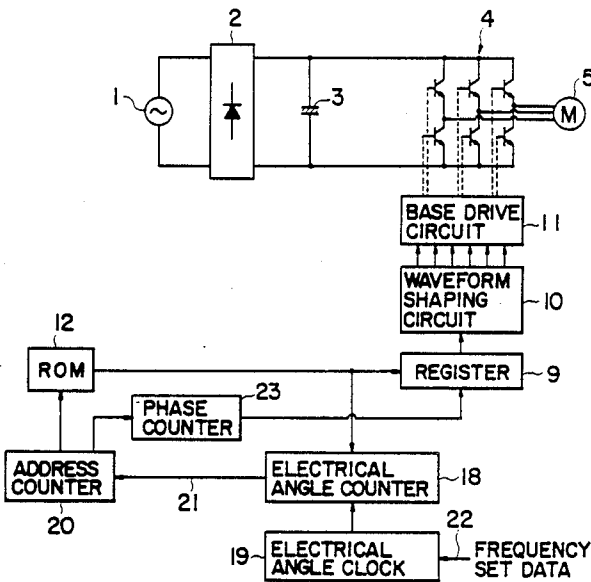 2
4
5
1
3
M
BASE DRIVE
CIRCUIT
11
WAVEFORM
SHAPING
CIRCUIT
10
12
ROM
23
REGISTER
9
PHASE
COUNTER
ADDRESS
COUNTER
20
21
ELECTRICAL
ANGLE COUNTER
18
22
19
ELECTRICAL
ANGLE CLOCK
FREQUENCY
SET DATA